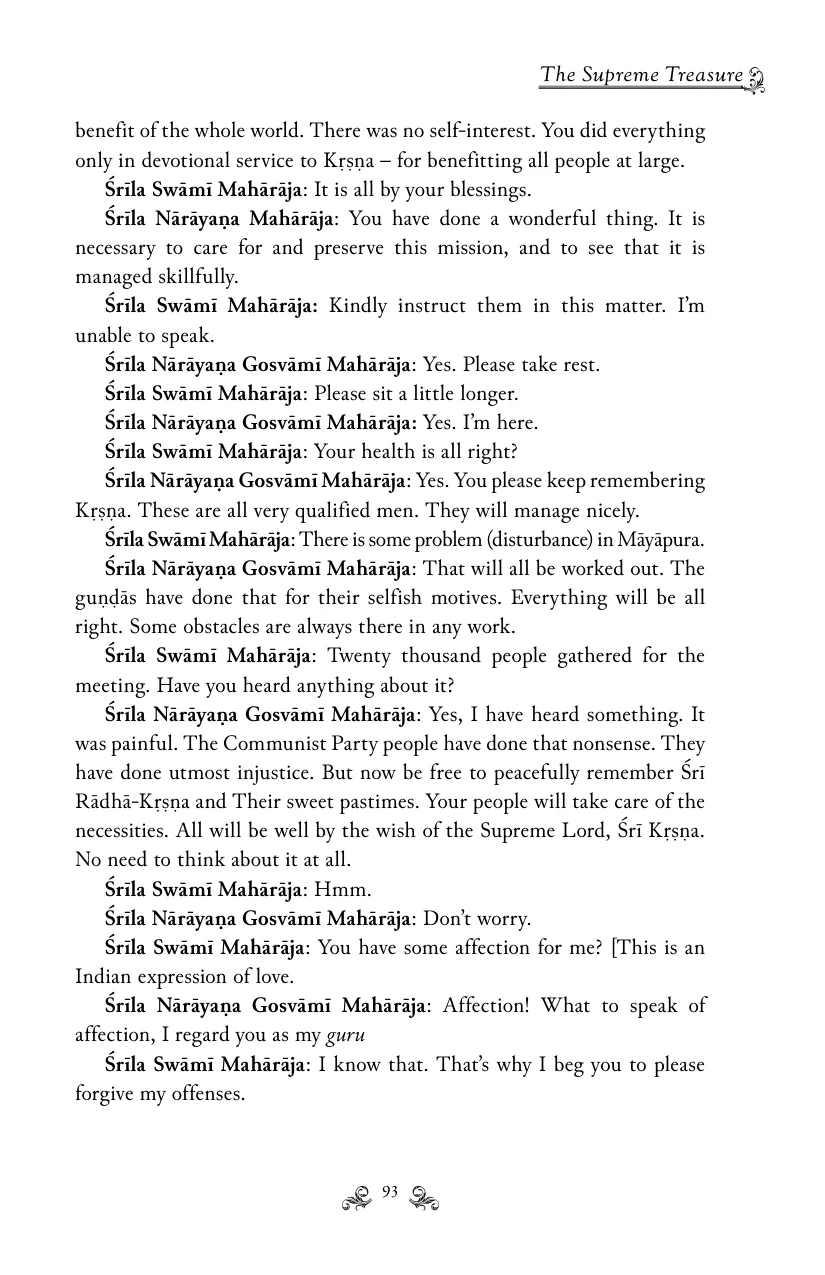 The Supreme Treasure
benefit of the whole world. There was no self-interest. You did everything
only in devotional service to Kṛṣṇa – for benefitting all people at large.
Śrīla Swāmī Mahārāja: It is all by your blessings.
Śrīla Nārāyaṇa Mahārāja: You have done a wonderful thing. It is
necessary to care for and preserve this mission, and to see that it is
managed skillfully.
Śrīla Swāmī Mahārāja: Kindly instruct them in this matter. I’m
unable to speak.
Śrīla Nārāyaṇa Gosvāmī Mahārāja: Yes. Please take rest.
Śrīla Swāmī Mahārāja: Please sit a little longer.
Śrīla Nārāyaṇa Gosvāmī Mahārāja: Yes. I’m here.
Śrīla Swāmī Mahārāja: Your health is all right?
Śrīla Nārāyaṇa Gosvāmī Mahārāja: Yes. You please keep remembering
Kṛṣṇa. These are all very qualified men. They will manage nicely.
Śrīla Swāmī Mahārāja: There is some problem (disturbance) in Māyāpura.
Śrīla Nārāyaṇa Gosvāmī Mahārāja: That will all be worked out. The
guṇḍās have done that for their selfish motives. Everything will be all
right. Some obstacles are always there in any work.
Śrīla Swāmī Mahārāja: Twenty thousand people gathered for the
meeting. Have you heard anything about it?
Śrīla Nārāyaṇa Gosvāmī Mahārāja: Yes, I have heard something. It
was painful. The Communist Party people have done that nonsense. They
have done utmost injustice. But now be free to peacefully remember Śrī
Rādhā-Kṛṣṇa and Their sweet pastimes. Your people will take care of the
necessities. All will be well by the wish of the Supreme Lord, Śrī Kṛṣṇa.
No need to think about it at all.
Śrīla Swāmī Mahārāja: Hmm.
Śrīla Nārāyaṇa Gosvāmī Mahārāja: Don’t worry.
Śrīla Swāmī Mahārāja: You have some affection for me? [This is an
Indian expression of love.
Śrīla Nārāyaṇa Gosvāmī Mahārāja: Affection! What to speak of
affection, I regard you as my guru
Śrīla Swāmī Mahārāja: I know that. That’s why I beg you to please
forgive my offenses.
93